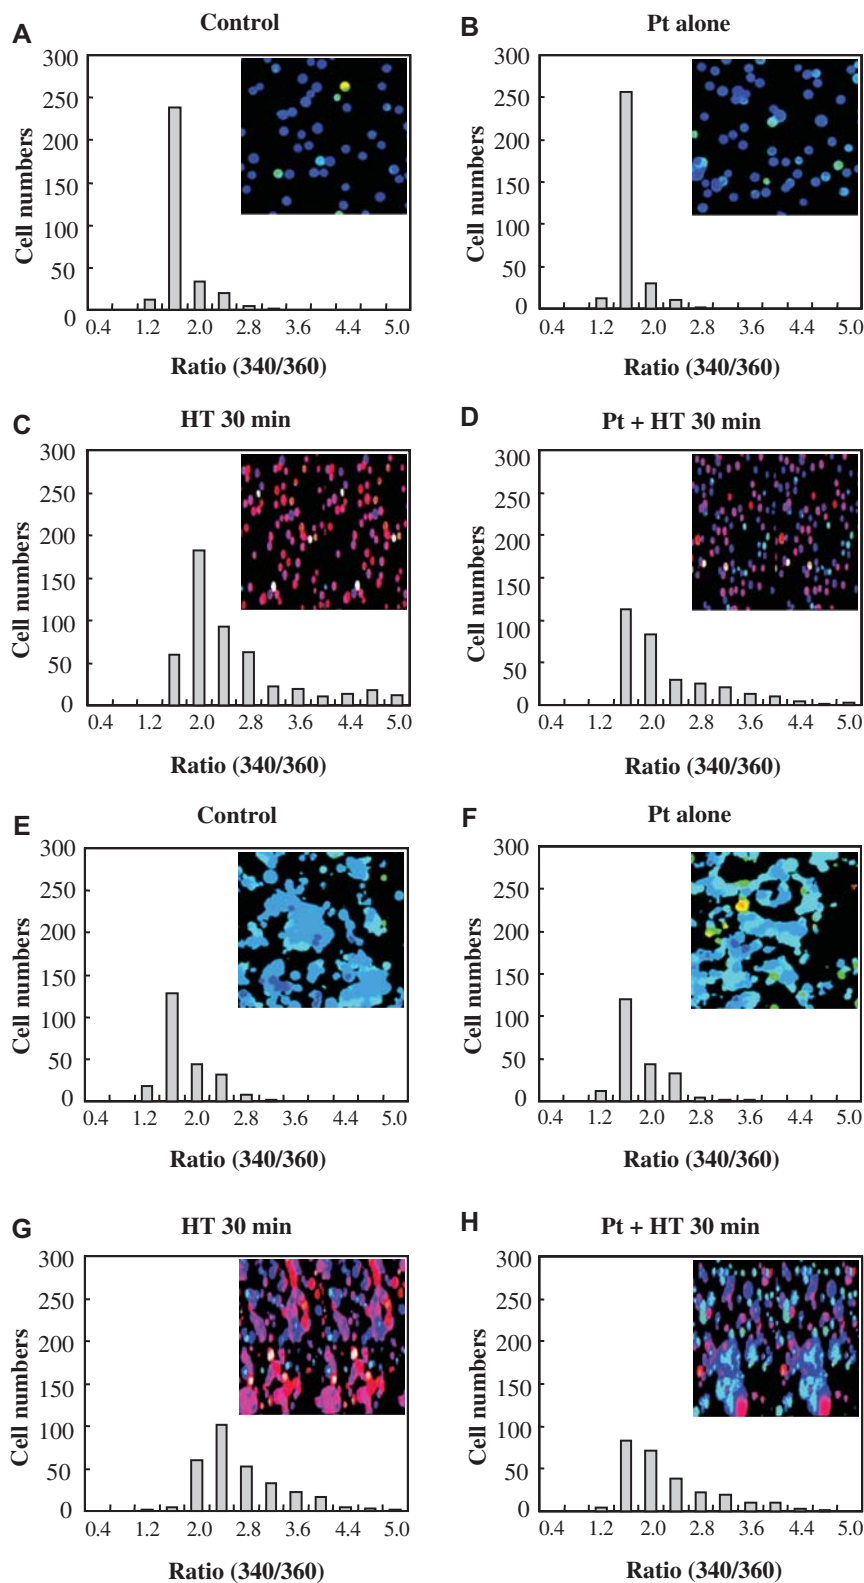 A Control
300
250
200
150
100
50
0
Cell numbers
0.4 1.2 2.0 2.8 3.6 4.4 5.0
Ratio (340/360)
B Pt alone
300
250
200
150
100
50
0
Cell numbers
0.4 1.2 2.0 2.8 3.6 4.4 5.0
Ratio (340/360)
C HT 30 min
300
250
200
150
100
50
0
Cell numbers
0.4 1.2 2.0 2.8 3.6 4.4 5.0
Ratio (340/360)
D Pt + HT 30 min
300
250
200
150
100
50
0
Cell numbers
0.4 1.2 2.0 2.8 3.6 4.4 5.0
Ratio (340/360)
E Control
300
250
200
150
100
50
0
Cell numbers
0.4 1.2 2.0 2.8 3.6 4.4 5.0
Ratio (340/360)
F Pt alone
300
250
200
150
100
50
0
Cell numbers
0.4 1.2 2.0 2.8 3.6 4.4 5.0
Ratio (340/360)
G HT 30 min
300
250
200
150
100
50
0
Cell numbers
0.4 1.2 2.0 2.8 3.6 4.4 5.0
Ratio (340/360)
H Pt + HT 30 min
300
250
200
150
100
50
0
Cell numbers
0.4 1.2 2.0 2.8 3.6 4.4 5.0
Ratio (340/360)